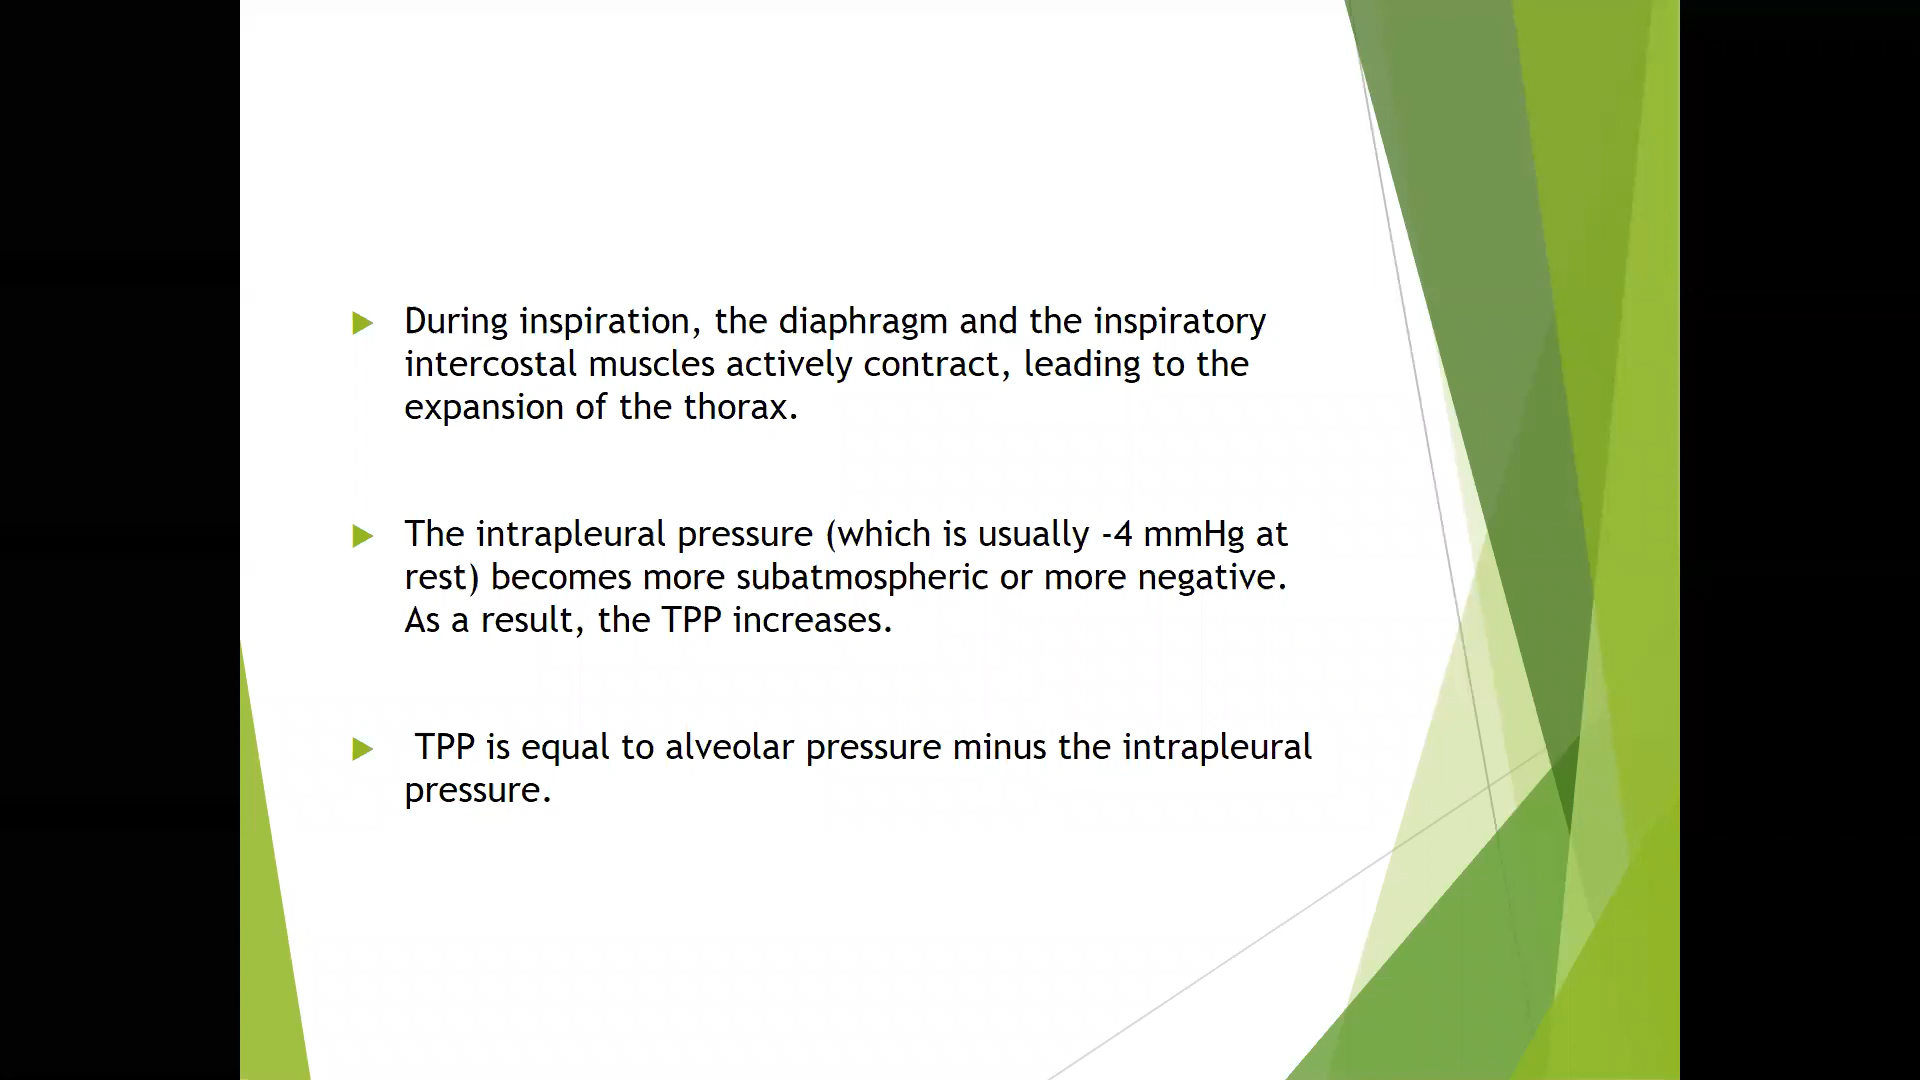 During inspiration, the diaphragm and the inspiratory
intercostal muscles actively contract, leading to the
expansion of the thorax.
The intrapleural pressure (which is usually -4 mmHg at
rest) becomes more subatmospheric or more negative.
As a result, the TPP increases.
TPP is equal to alveolar pressure minus the intrapleural
pressure.